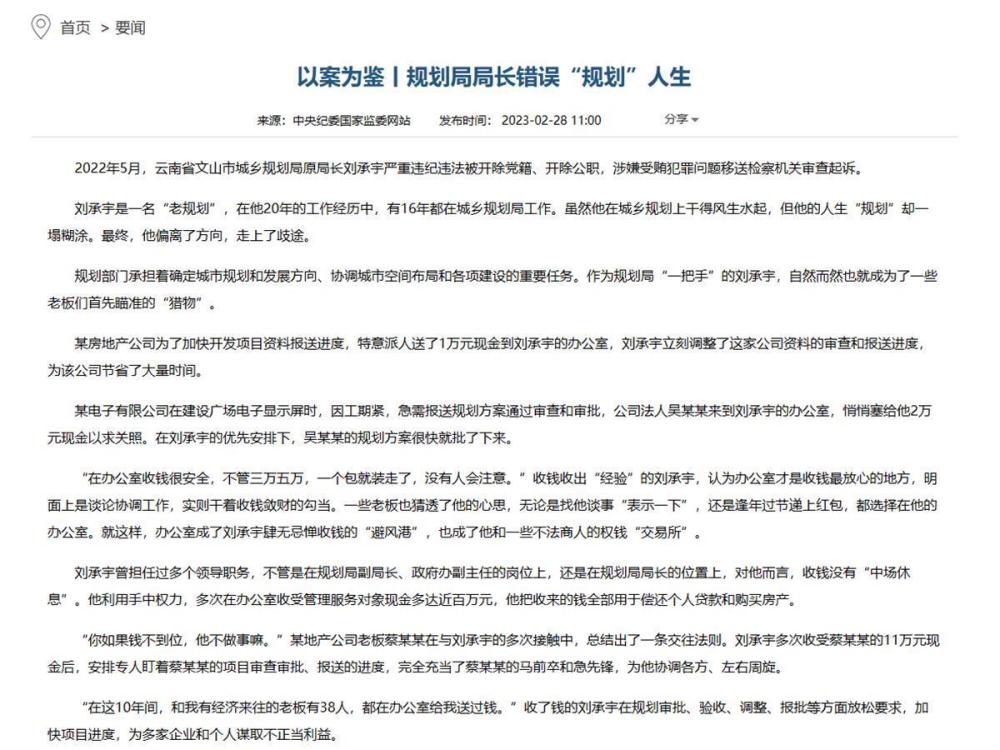 首页 > 要闻
以案为鉴丨规划局局长错误“规划”人生
来源：中央纪委国家监委网站 发布时间： 2023-02-28 11:00 分享
2022年5月，云南省文山市城乡规划局原局长刘承宇严重违纪违法被开除党籍、开除公职，涉嫌受贿犯罪问题移送检察机关审查起诉。
刘承宇是一名“老规划”，在他20年的工作经历中，有16年都在城乡规划局工作。虽然他在城乡规划上干得风生水起，但他的人生“规划”却一
塌糊涂。最终，他偏离了方向，走上了歧途。
规划部门承担着确定城市规划和发展方向、协调城市空间布局和各项建设的重要任务。作为规划局“一把手”的刘承宇，自然而然也就成为了一些
老板们首先瞄准的“猎物”。
某房地产公司为了加快开发项目资料报送进度，特意派人送了1万元现金到刘承宇的办公室，刘承宇立刻调整了这家公司资料的审查和报送进度，
为该公司节省了大量时间。
某电子有限公司在建设广场电子显示屏时，因工期紧，急需报送规划方案通过审查和审批，公司法人吴某某来到刘承宇的办公室，悄悄塞给他2万
元现金以求关照。在刘承宇的优先安排下，吴某某的规划方案很快就批了下来。
“在办公室收钱很安全，不管三万五万，一个包就装走了，没有人会注意。”收钱收出“经验”的刘承宇，认为办公室才是收钱最放心的地方，明
面上是谈论协调工作，实则干着收钱敛财的勾当。一些老板也猜透了他的心思，无论是找他谈事“表示一下”，还是逢年过节递上红包，都选择在他的
办公室。就这样，办公室成了刘承宇肆无忌惮收钱的“避风港”，也成了他和一些不法商人的权钱“交易所”。
刘承宇曾担任过多个领导职务，不管是在规划局副局长、政府办副主任的岗位上，还是在规划局局长的位置上，对他而言，收钱没有“中场休
息”。他利用手中权力，多次在办公室收受管理服务对象现金多达近百万元，他把收来的钱全部用于偿还个人贷款和购买房产。
“你如果钱不到位，他不做事嘛。”某地产公司老板蔡某某在与刘承宇的多次接触中，总结出了一条交往法则。刘承宇多次收受蔡某某的11万元现
金后，安排专人盯着蔡某某的项目审查审批、报送的进度，完全充当了蔡某某的马前卒和急先锋，为他协调各方、左右周旋。
“在这10年间，和我有经济来往的老板有38人，都在办公室给我送过钱。”收了钱的刘承宇在规划审批、验收、调整、报批等方面放松要求，加
快项目进度，为多家企业和个人谋取不正当利益。